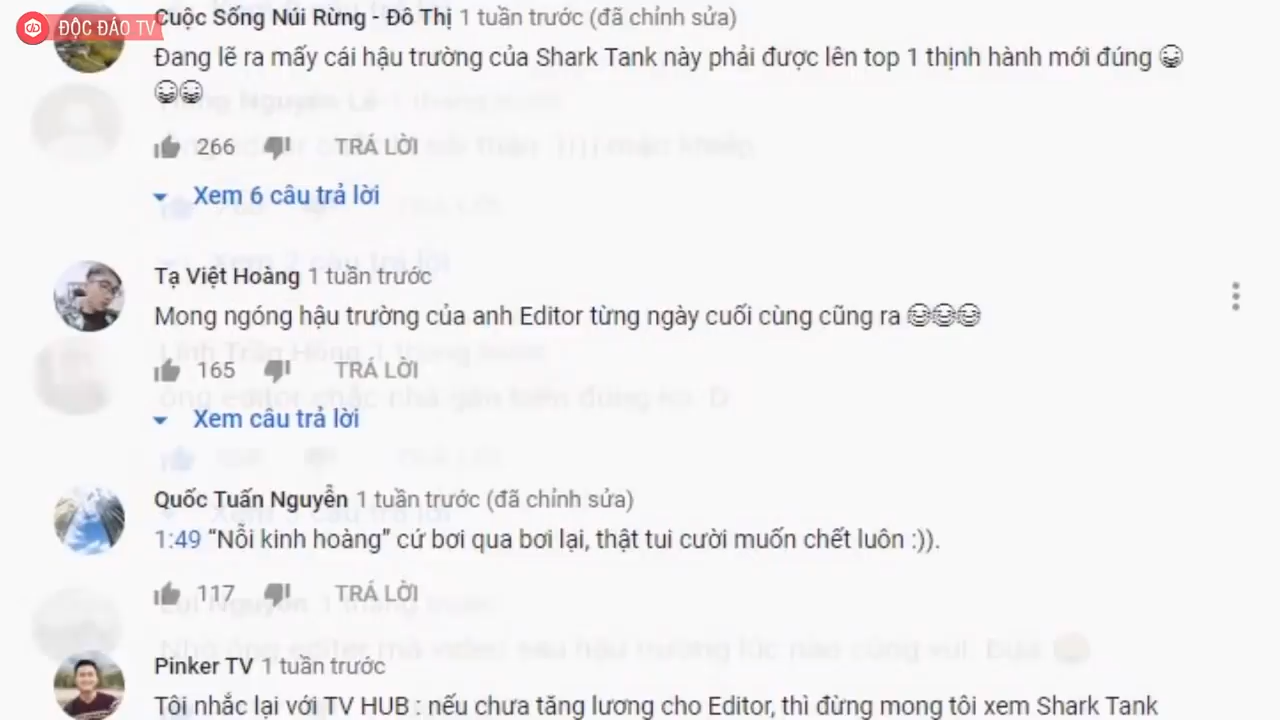 ĐỘC ĐÁO TV
Cuộc Sống Núi Rừng - Đô Thị 1 tuần trước (đã chỉnh sửa)
Đang lẽ ra mấy cái hậu trường của Shark Tank này phải được lên top 1 thịnh hành mới đúng 😂
😂😂
266 TRẢ LỜI
Xem 6 câu trả lời
Tạ Việt Hoàng 1 tuần trước
Mong ngóng hậu trường của anh Editor từng ngày cuối cùng cũng ra 😂😂😂
165 TRẢ LỜI
Xem câu trả lời
Quốc Tuấn Nguyễn 1 tuần trước (đã chỉnh sửa)
1:49 “Nỗi kinh hoàng” cứ bơi qua bơi lại, thật tui cười muốn chết luôn :)).
117 TRẢ LỜI
Pinker TV 1 tuần trước
Tôi nhắc lại với TV HUB : nếu chưa tăng lương cho Editor, thì đừng mong tôi xem Shark Tank